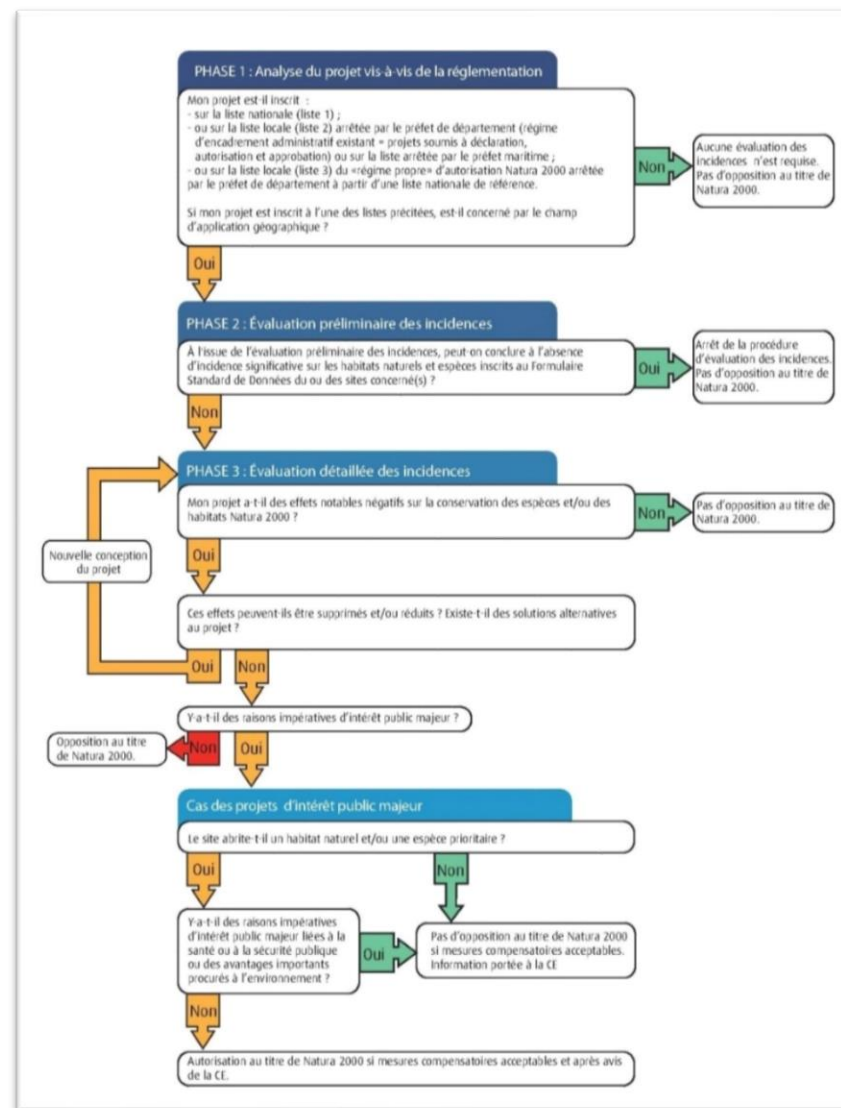 PHASE 1 : Analyse du projet vis-à-vis de la réglementation
Mon projet est-il inscrit :
- sur la liste nationale (liste 1) ;
- ou sur la liste locale (liste 2) arrêtée par le préfet de département (régime
d'encadrement administratif existant = projets soumis à déclaration,
autorisation et approbation) ou sur la liste arrêtée par le préfet maritime ;
- ou sur la liste locale (liste 3) du «régime propre» d'autorisation Natura 2000 arrêtée
par le préfet de département à partir d'une liste nationale de référence.
Si mon projet est inscrit à l'une des listes précitées, est-il concerné par le champ
d'application géographique ?
Non
Aucune évaluation des
incidences n'est requise.
Pas d'opposition au titre de
Natura 2000.
Oui
PHASE 2 : Évaluation préliminaire des incidences
À l'issue de l'évaluation préliminaire des incidences, peut-on conclure à l'absence
d'incidence significative sur les habitats naturels et espèces inscrits au Formulaire
Standard de Données du ou des sites concerné(s) ?
Oui
Arrêt de la procédure
d'évaluation des incidences.
Pas d'opposition au titre de
Natura 2000.
Non
PHASE 3 : Évaluation détaillée des incidences
Mon projet a-t-il des effets notables négatifs sur la conservation des espèces et/ou des
habitats Natura 2000 ?
Non
Pas d'opposition au titre de
Natura 2000.
Nouvelle conception
du projet
Oui
Ces effets peuvent-ils être supprimés et/ou réduits ? Existe-t-il des solutions alternatives
au projet ?
Oui
Non
Y-a-t-il des raisons impératives d'intérêt public majeur ?
Opposition au titre
de Natura 2000.
Non
Oui
Cas des projets d'intérêt public majeur
Le site abrite-t-il un habitat naturel et/ou une espèce prioritaire ?
Oui
Non
Y-a-t-il des raisons impératives
d'intérêt public majeur liées à la
santé ou à la sécurité publique
ou des avantages importants
procurés à l'environnement ?
Oui
Pas d'opposition au titre de Natura 2000
si mesures compensatoires acceptables.
Information portée à la CE
Non
Autorisation au titre de Natura 2000 si mesures compensatoires acceptables et après avis
de la CE.